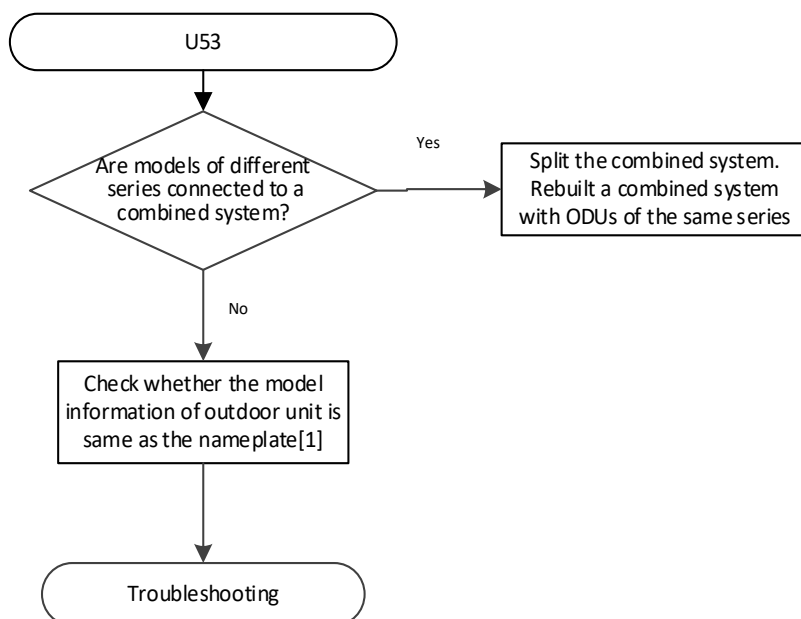 U53
Are models of different
series connected to a
combined system?
Yes
Split the combined system.
Rebuilt a combined system
with ODUs of the same series
No
Check whether the model
information of outdoor unit is
same as the nameplate[1]
Troubleshooting